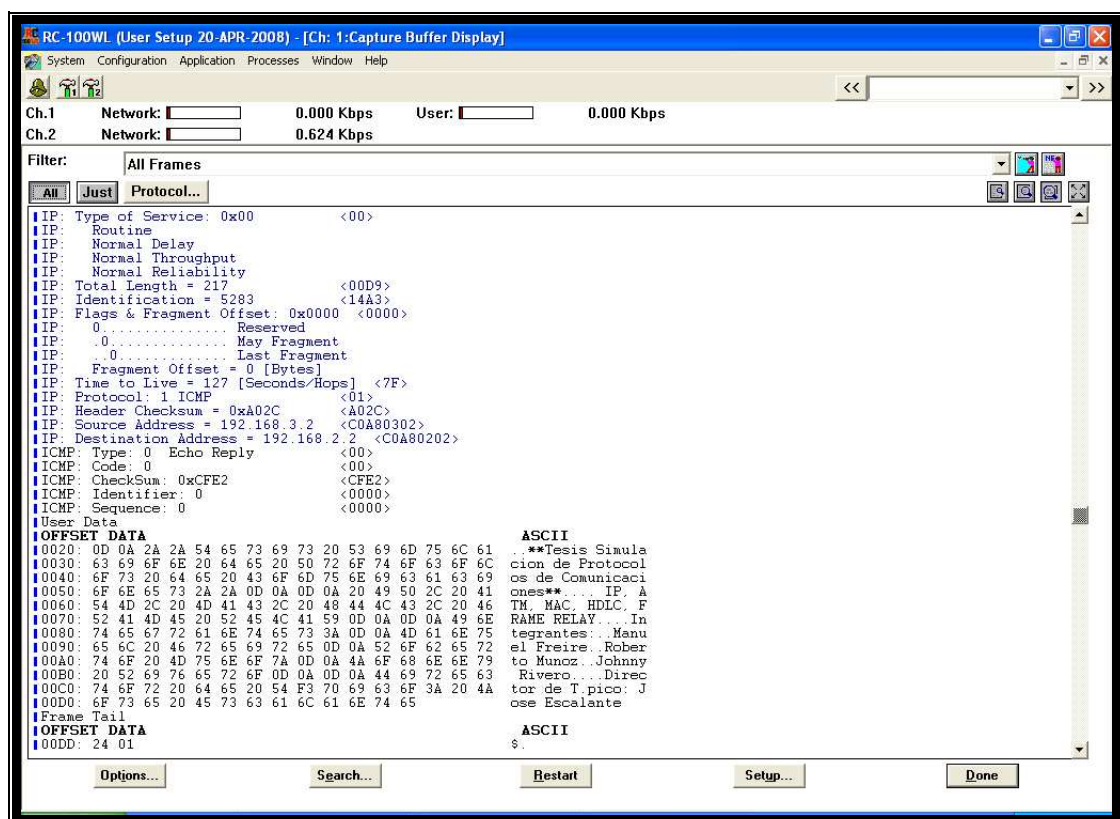 RC-100WL (User Setup 20-APR-2008) - [Ch: 1:Capture Buffer Display]
System Configuration Application Processes Window Help
<< >>
Ch.1 Network: 0.000 Kbps User: 0.000 Kbps
Ch.2 Network: 0.624 Kbps
Filter: All Frames
All Just Protocol...
IP: Type of Service: 0x00 <00>
IP: Routine
IP: Normal Delay
IP: Normal Throughput
IP: Normal Reliability
IP: Total Length = 217 <00D9>
IP: Identification = 5283 <14A3>
IP: Flags & Fragment Offset: 0x0000 <0000>
IP: 0............... Reserved
IP: .0.............. May Fragment
IP: ..0............. Last Fragment
IP: Fragment Offset = 0 [Bytes]
IP: Time to Live = 127 [Seconds/Hops] <7F>
IP: Protocol: 1 ICMP <01>
IP: Header Checksum = 0xA02C <A02C>
IP: Source Address = 192.168.3.2 <C0A80302>
IP: Destination Address = 192.168.2.2 <C0A80202>
ICMP: Type: 0 Echo Reply <00>
ICMP: Code: 0 <00>
ICMP: CheckSum: 0xCFE2 <CFE2>
ICMP: Identifier: 0 <0000>
ICMP: Sequence: 0 <0000>
User Data
OFFSET DATA ASCII
0020: 0D 0A 2A 2A 54 65 73 69 73 20 53 69 6D 75 6C 61 ..**Tesis Simula
0030: 63 69 6F 6E 20 64 65 20 50 72 6F 74 6F 63 6F 6C cion de Protocol
0040: 6F 73 20 64 65 20 43 6F 6D 75 6E 69 63 61 63 69 os de Comunicaci
0050: 6F 6E 65 73 2A 2A 0D 0A 0D 0A 20 49 50 2C 20 41 ones**.... IP, A
0060: 54 4D 2C 20 4D 41 43 2C 20 48 44 4C 43 2C 20 46 TM, MAC, HDLC, F
0070: 52 41 4D 45 20 52 45 4C 41 59 0D 0A 0D 0A 49 6E RAME RELAY....In
0080: 74 65 67 72 61 6E 74 65 73 3A 0D 0A 4D 61 6E 75 tegrantes:..Manu
0090: 65 6C 20 46 72 65 69 72 65 0D 0A 52 6F 62 65 72 el Freire..Rober
00A0: 74 6F 20 4D 75 6E 6F 7A 0D 0A 4A 6F 68 6E 6E 79 to Munoz..Johnny
00B0: 20 52 69 76 65 72 6F 0D 0A 0D 0A 44 69 72 65 63 Rivero....Direc
00C0: 74 6F 72 20 64 65 20 54 F3 70 69 63 6F 3A 20 4A tor de T.pico: J
00D0: 6F 73 65 20 45 73 63 61 6C 61 6E 74 65 ose Escalante
Frame Tail
OFFSET DATA ASCII
00DD: 24 01 $.
Options... Search... Restart Setup... Done